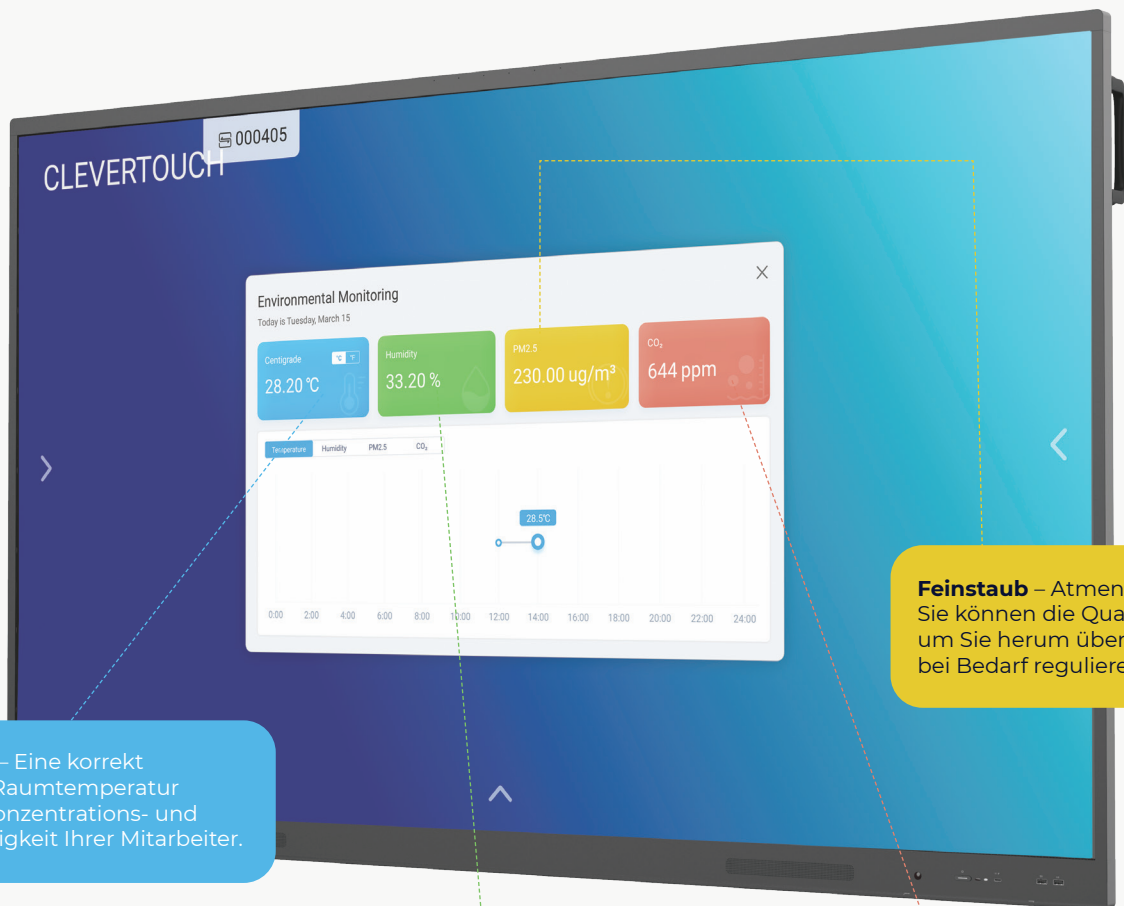 000405
CLEVERTOUCH
Environmental Monitoring
Today is Tuesday, March 15
Centigrade °C °F
28.20 °C
Humidity
33.20 %
PM2.5
230.00 ug/m³
CO₂
644 ppm
Temperature Humidity PM2.5 CO₂
28.5°C
0:00 2:00 4:00 6:00 8:00 10:00 12:00 14:00 16:00 18:00 20:00 22:00 24:00
Feinstaub – Atmen
Sie können die Qua
um Sie herum über
bei Bedarf reguliere
– Eine korrekt
Raumtemperatur
onzentrations- und
igkeit Ihrer Mitarbeiter.